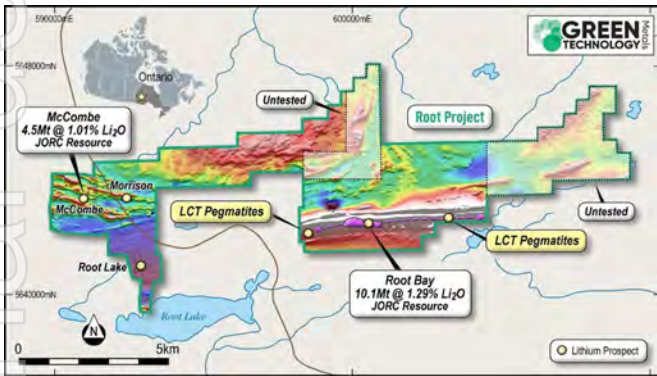 590000mE
600000mE
5648000mN
Ontario
GREEN
TECHNOLOGY
Metals
Untested
Root Project
McCombe
4.5Mt @ 1.01% Li₂O
JORC Resource
Morrison
McCombe
LCT Pegmatites
Untested
LCT Pegmatites
Root Lake
Root Bay
10.1Mt @ 1.29% Li₂O
JORC Resource
5640000mN
Root Lake
N
0 5km
Lithium Prospect